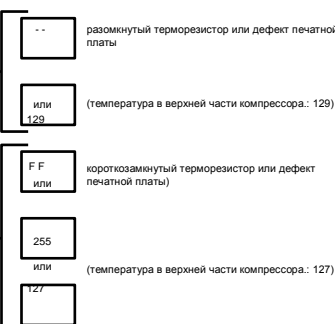 - -
разомкнутый терморезистор или дефект печатной
платы
или
129
(температура в верхней части компрессора.: 129)
F F
или
короткозамкнутый терморезистор или дефект
печатной платы)
255
или
127
(температура в верхней части компрессора.: 127)